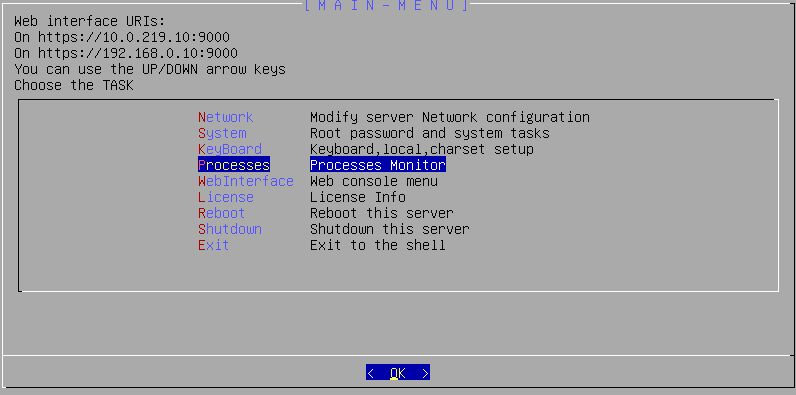 [ M A I N - M E N U ]
Web interface URIs:
On https://10.0.219.10:9000
On https://192.168.0.10:9000
You can use the UP/DOWN arrow keys
Choose the TASK
Network Modify server Network configuration
System Root password and system tasks
KeyBoard Keyboard,local,charset setup
Processes Processes Monitor
WebInterface Web console menu
License License Info
Reboot Reboot this server
Shutdown Shutdown this server
Exit Exit to the shell
< OK >